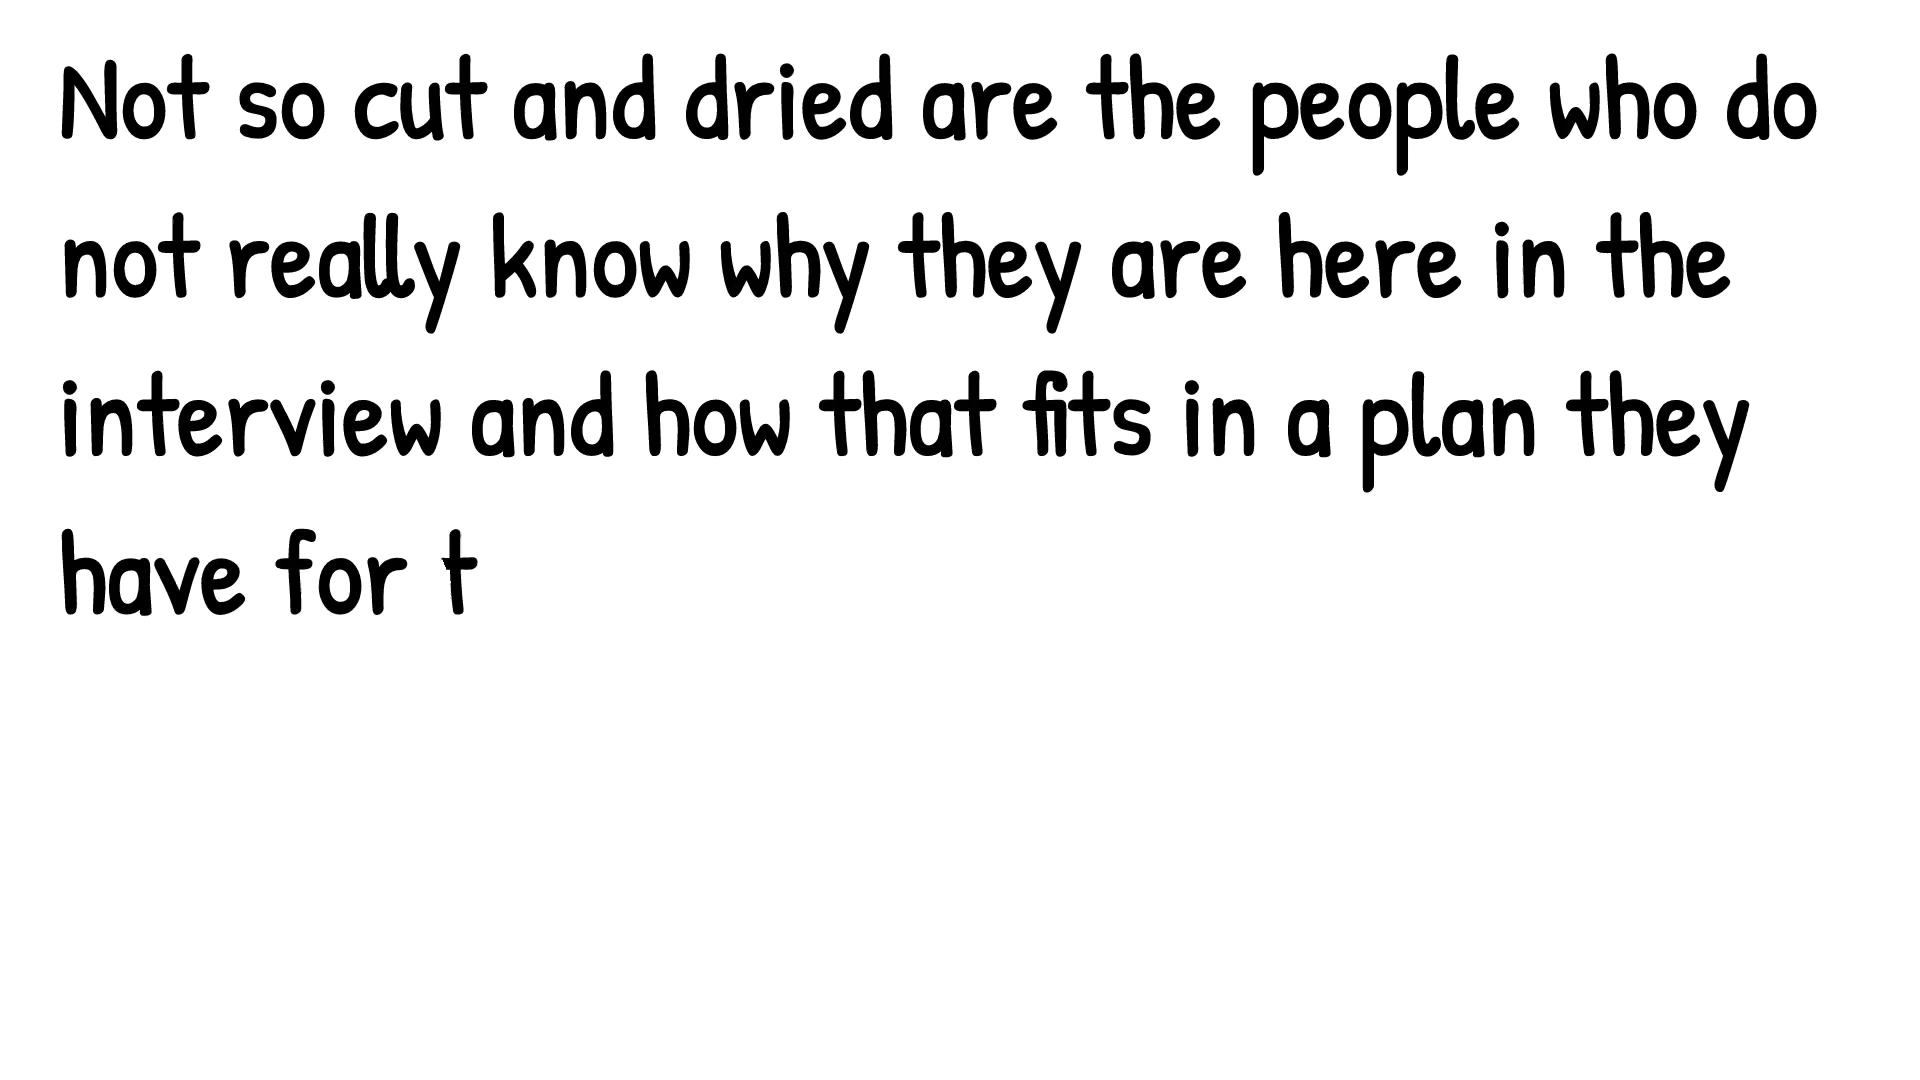 Not so cut and dried are the people who do
not really know why they are here in the
interview and how that fits in a plan they
have for t